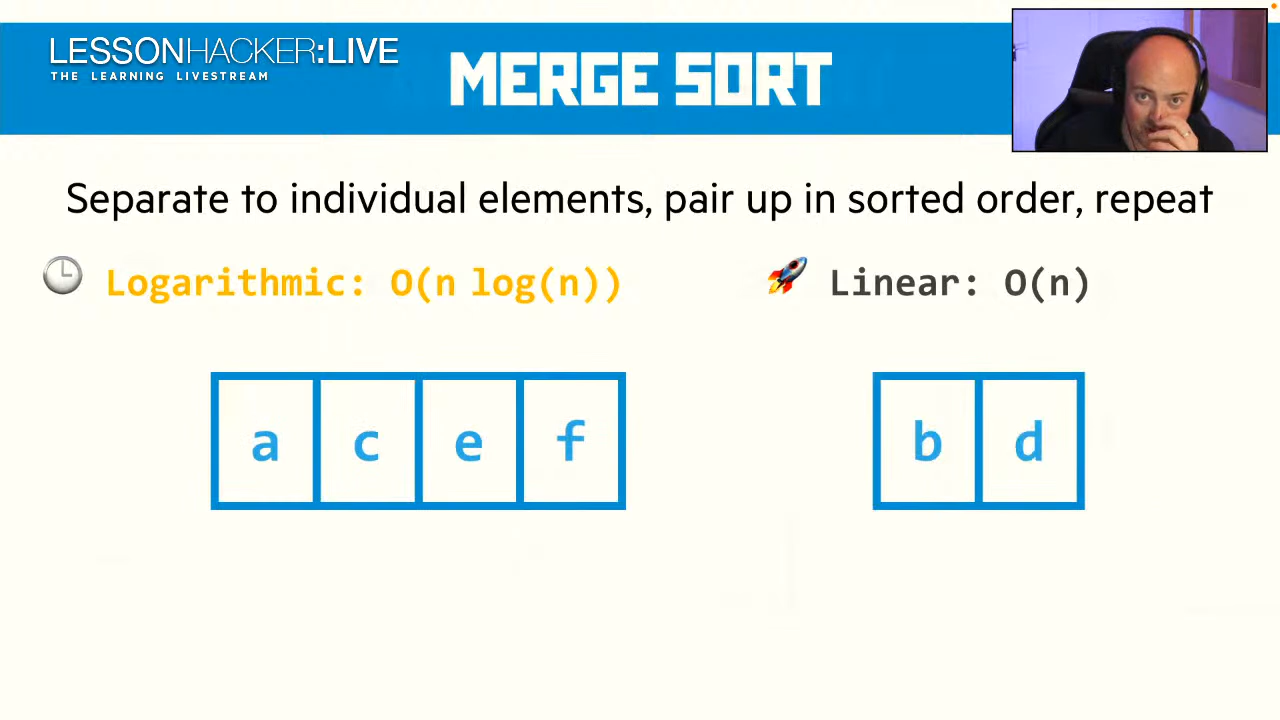 LESSONHACKER:LIVE
THE LEARNING LIVESTREAM
MERGE SORT
Separate to individual elements, pair up in sorted order, repeat
Logarithmic: O(n log(n))
Linear: O(n)
a c e f
b d